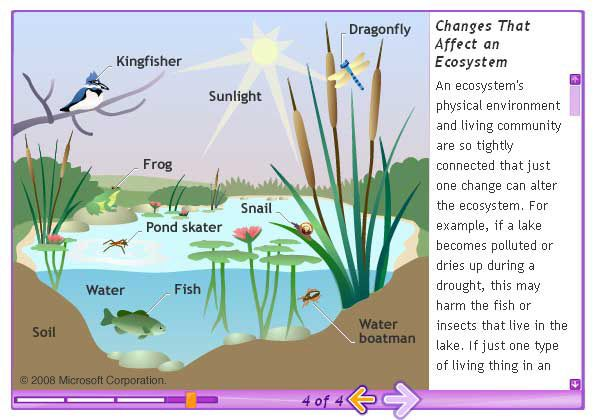 Dragonfly
Kingfisher
Sunlight
Frog
Snail
Pond skater
Water
Fish
Soil
Water
boatman
© 2008 Microsoft Corporation.
Changes That
Affect an
Ecosystem
An ecosystem's
physical environment
and living community
are so tightly
connected that just
one change can alter
the ecosystem. For
example, if a lake
becomes polluted or
dries up during a
drought, this may
harm the fish or
insects that live in the
lake. If just one type
of living thing in an
4 of 4